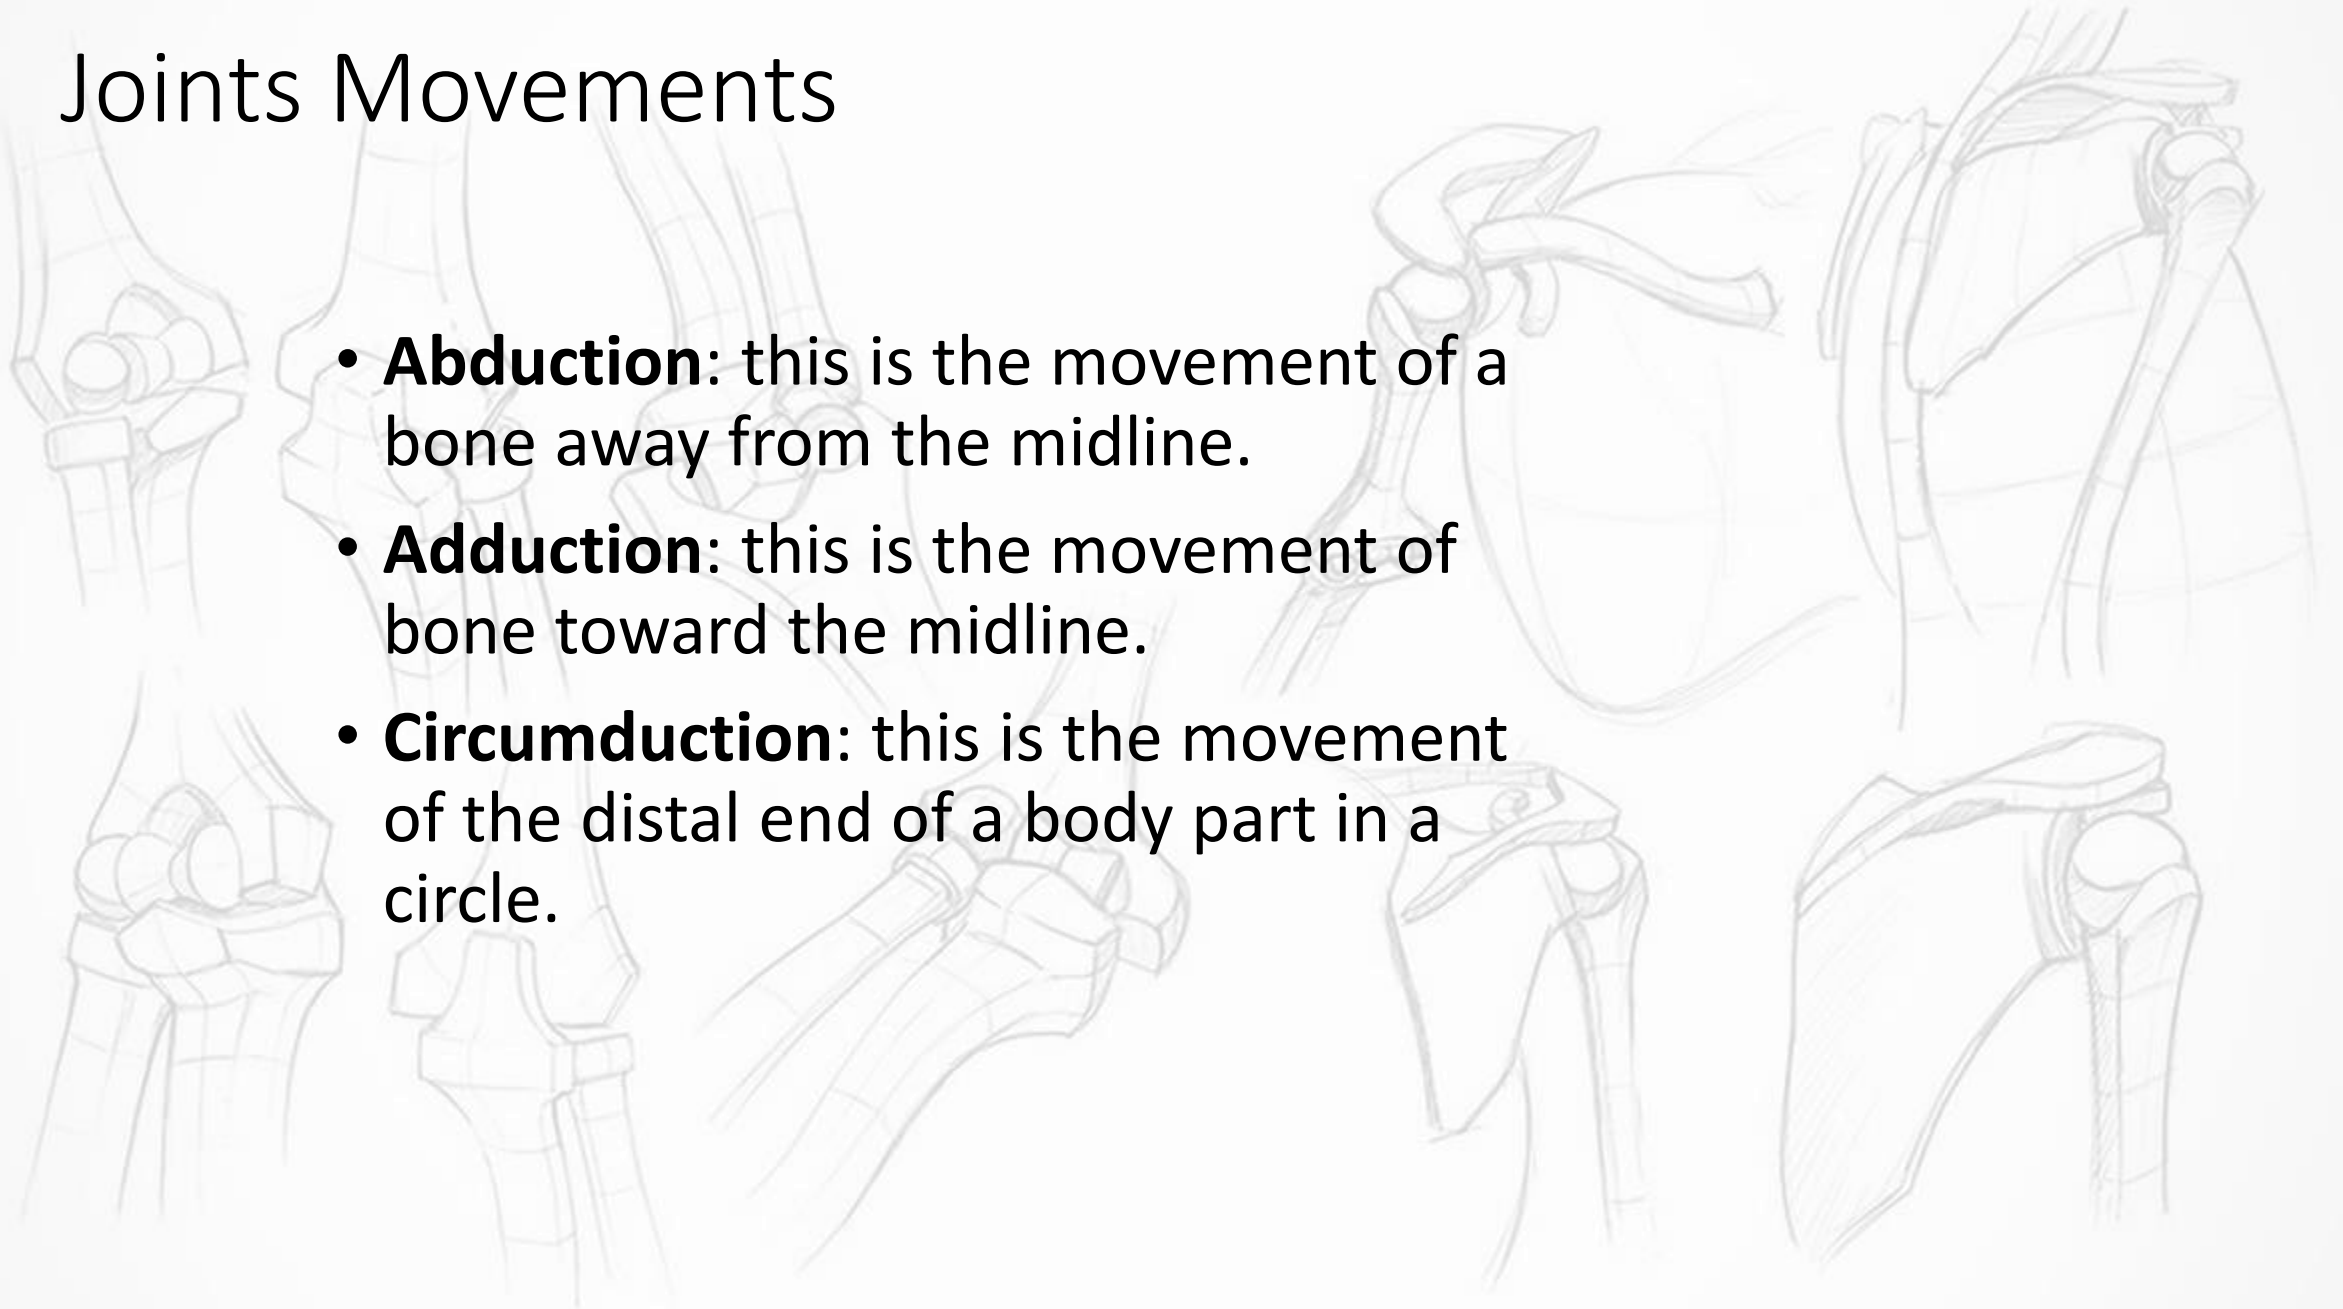 Joints Movements
• Abduction: this is the movement of a
bone away from the midline.
• Adduction: this is the movement of
bone toward the midline.
• Circumduction: this is the movement
of the distal end of a body part in a
circle.